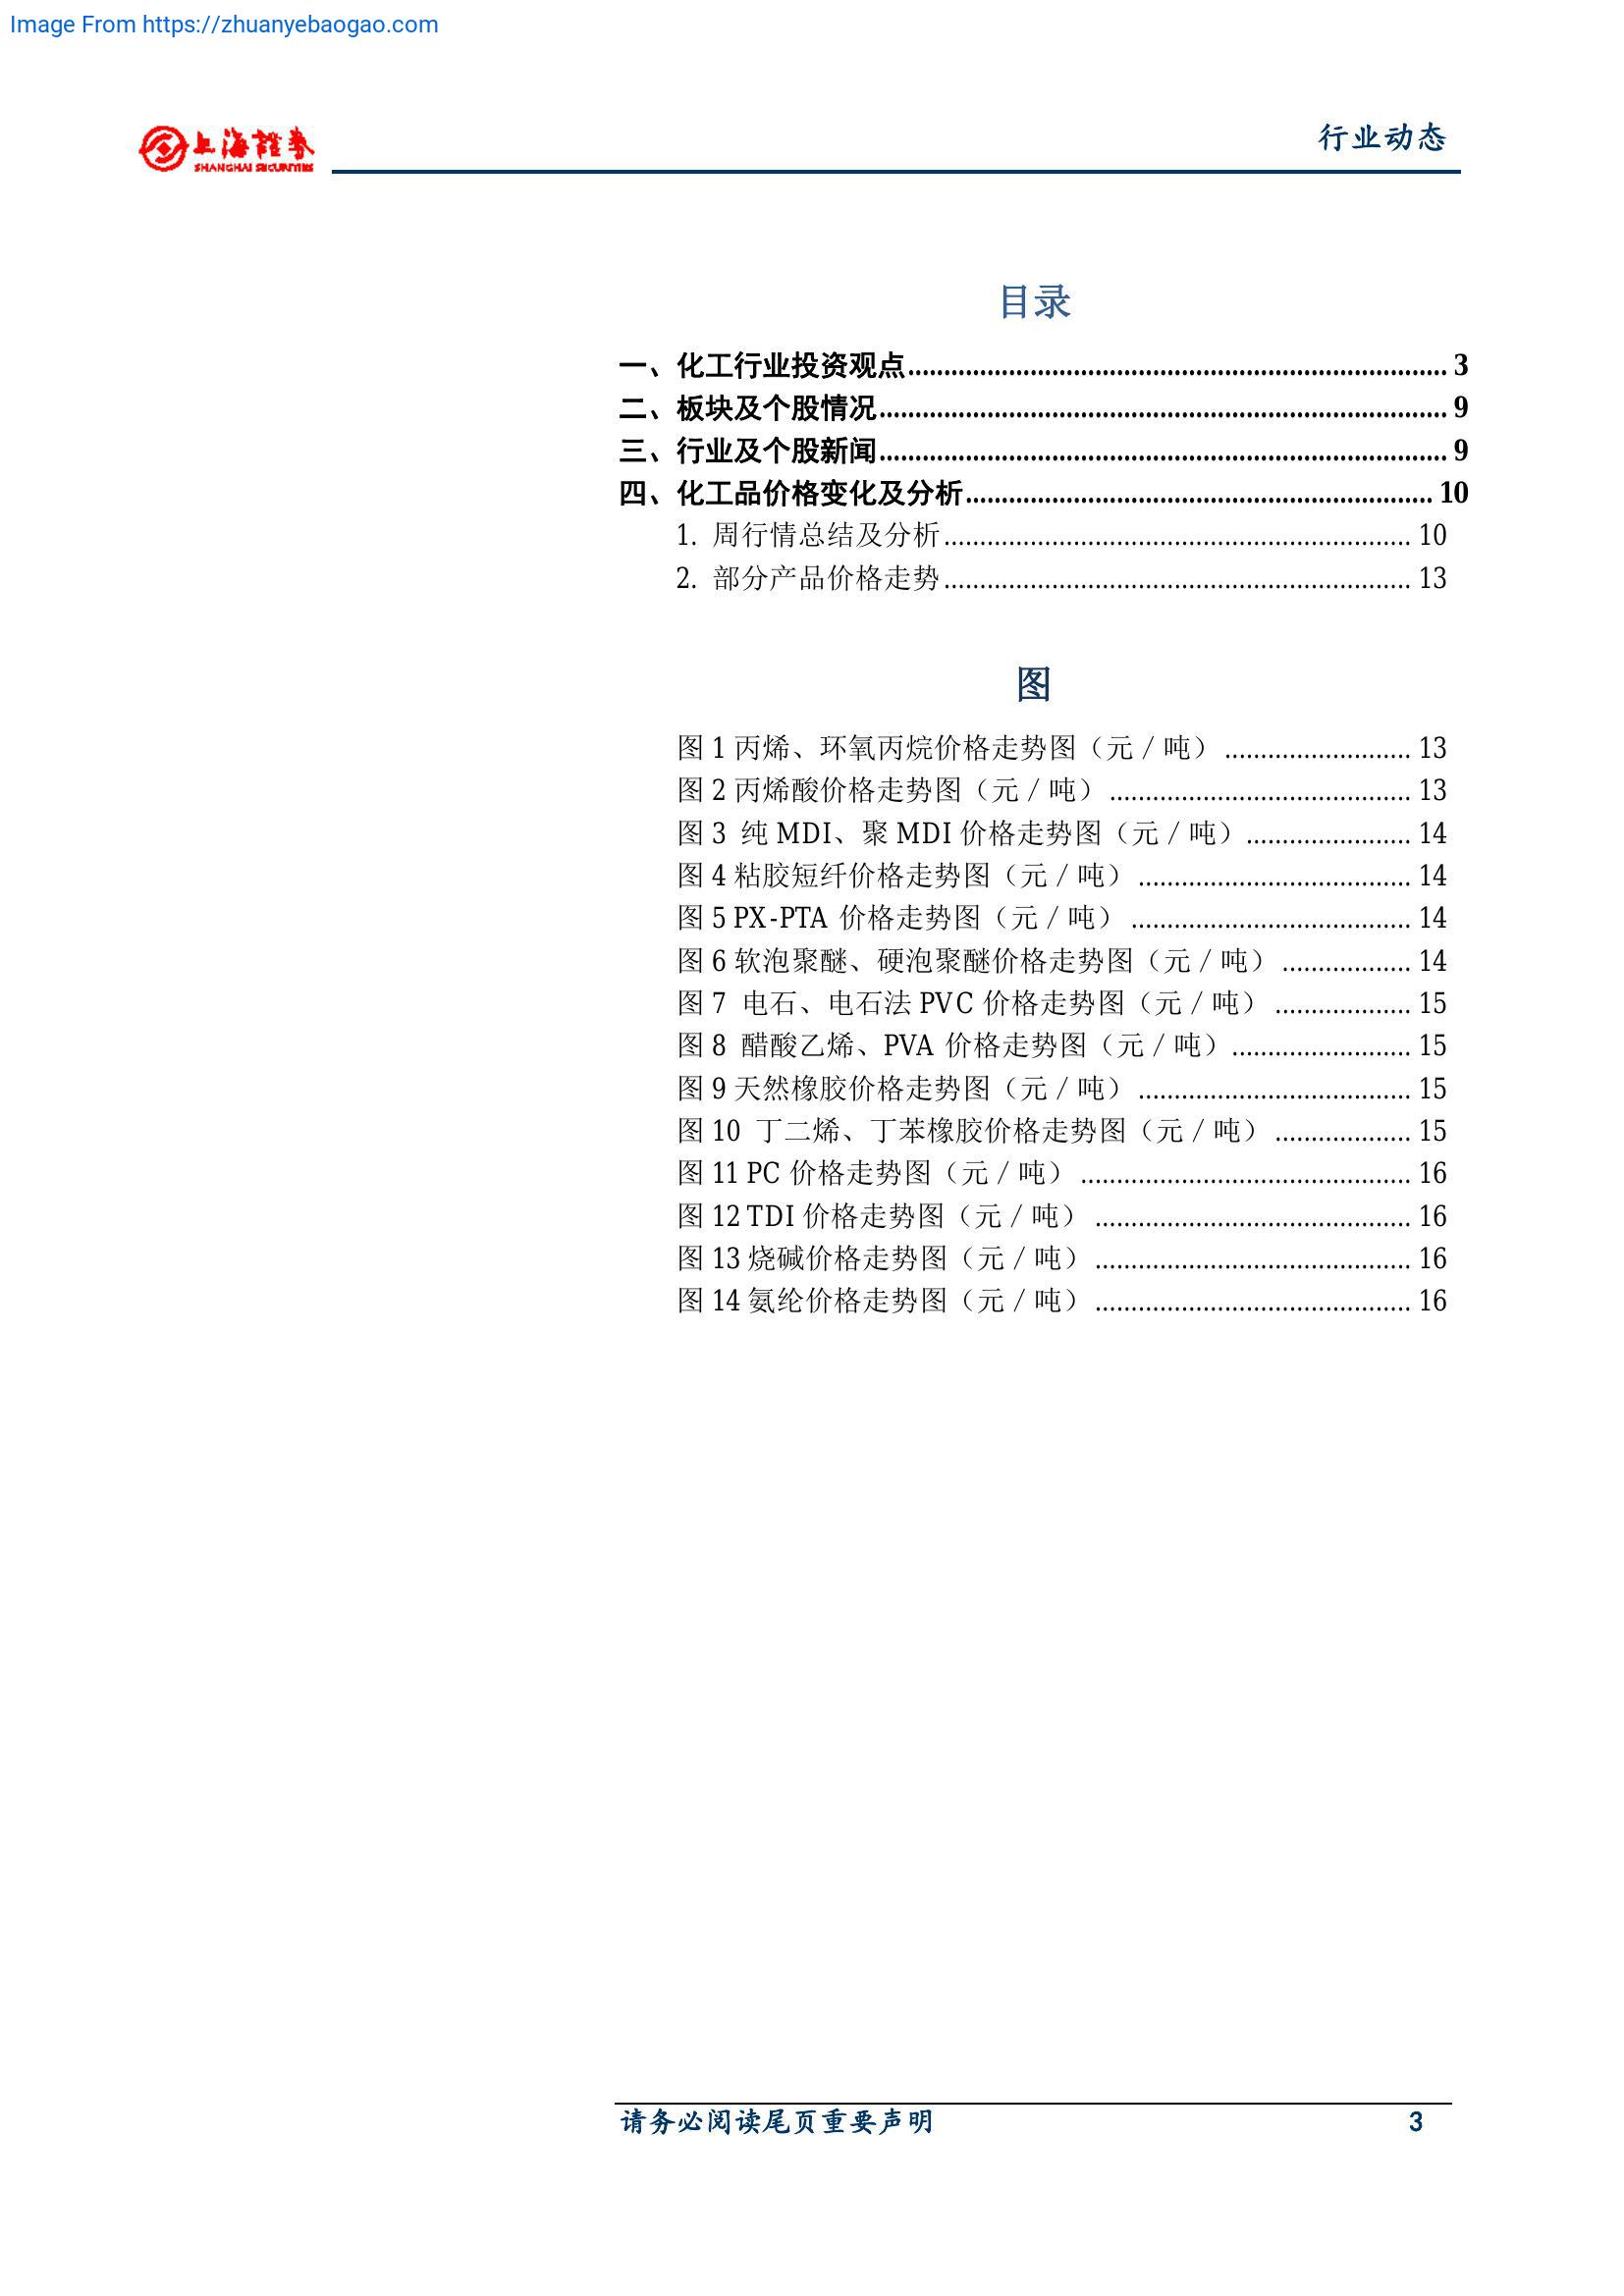 Image From https://zhuanyebaogao.com
上海證券
SHANGHAI SECURITIES
行业动态
目录
一、化工行业投资观点........................................................................... 3
二、板块及个股情况............................................................................... 9
三、行业及个股新闻............................................................................... 9
四、化工品价格变化及分析................................................................. 10
1. 周行情总结及分析................................................................. 10
2. 部分产品价格走势................................................................. 13
图
图 1 丙烯、环氧丙烷价格走势图（元／吨）.......................... 13
图 2 丙烯酸价格走势图（元／吨）.......................................... 13
图 3 纯 MDI、聚 MDI 价格走势图（元／吨）....................... 14
图 4 粘胶短纤价格走势图（元／吨）...................................... 14
图 5 PX-PTA 价格走势图（元／吨）....................................... 14
图 6 软泡聚醚、硬泡聚醚价格走势图（元／吨）.................. 14
图 7 电石、电石法 PVC 价格走势图（元／吨）................... 15
图 8 醋酸乙烯、PVA 价格走势图（元／吨）......................... 15
图 9 天然橡胶价格走势图（元／吨）...................................... 15
图 10 丁二烯、丁苯橡胶价格走势图（元／吨）................... 15
图 11 PC 价格走势图（元／吨）.............................................. 16
图 12 TDI 价格走势图（元／吨）............................................ 16
图 13 烧碱价格走势图（元／吨）............................................ 16
图 14 氨纶价格走势图（元／吨）............................................ 16
请务必阅读尾页重要声明 3